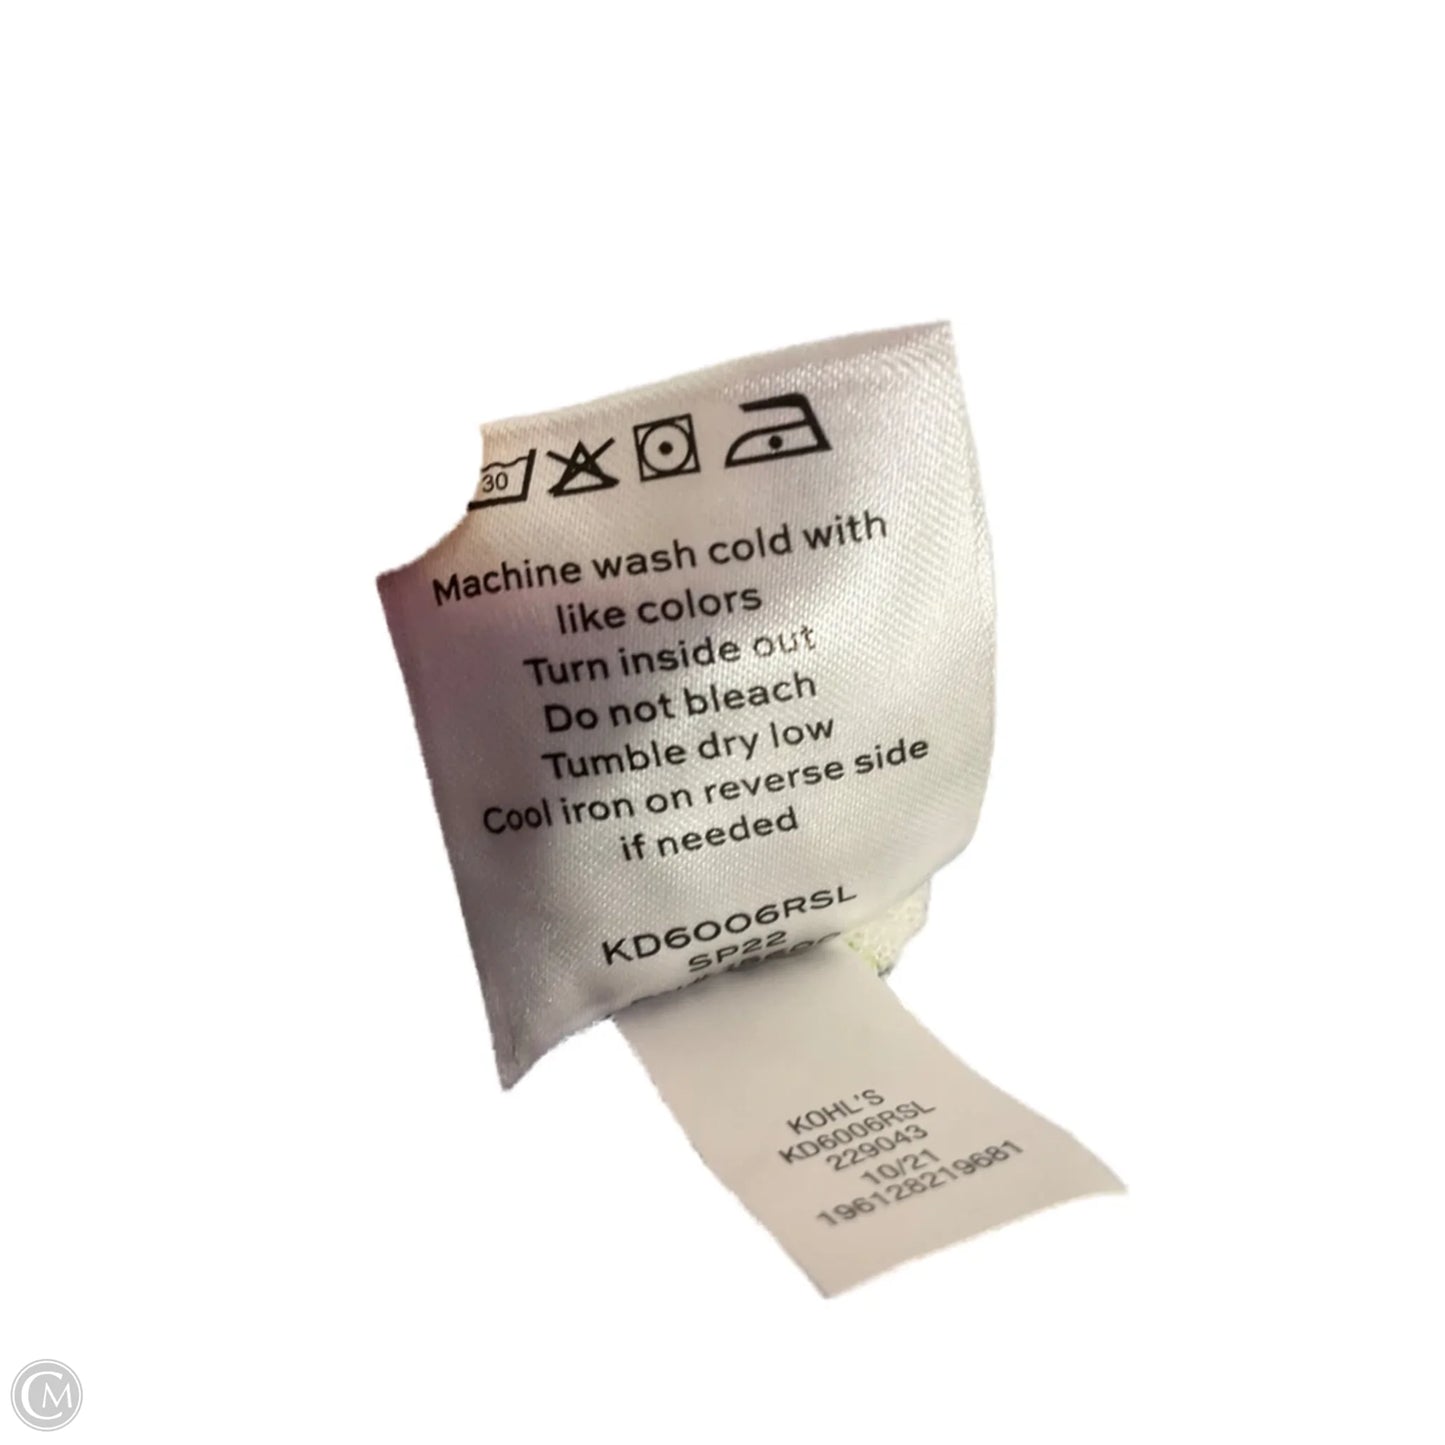 30
Machine wash cold with
like colors
Turn inside out
Do not bleach
Tumble dry low
Cool iron on reverse side
if needed
KD6006RSL
SP22
KOHL'S
KD6006RSL
229043
10/21
196128219681
CM